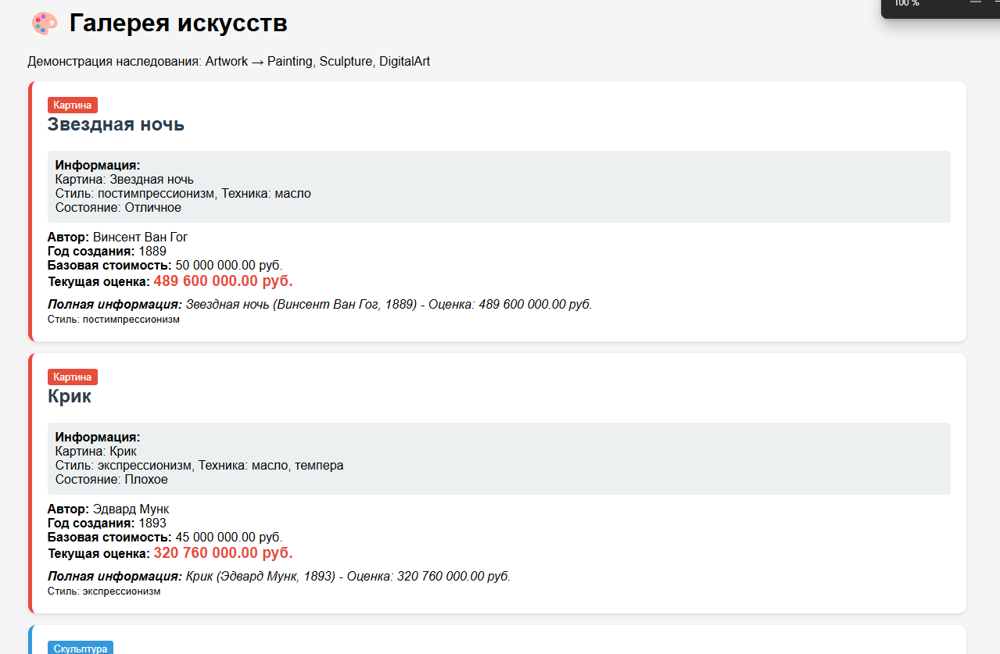 100 %
Галерея искусств
Демонстрация наследования: Artwork → Painting, Sculpture, DigitalArt
Картина
Звездная ночь
Информация:
Картина: Звездная ночь
Стиль: постимпрессионизм, Техника: масло
Состояние: Отличное
Автор: Винсент Ван Гог
Год создания: 1889
Базовая стоимость: 50 000 000.00 руб.
Текущая оценка: 489 600 000.00 руб.
Полная информация: Звездная ночь (Винсент Ван Гог, 1889) - Оценка: 489 600 000.00 руб.
Стиль: постимпрессионизм
Картина
Крик
Информация:
Картина: Крик
Стиль: экспрессионизм, Техника: масло, темпера
Состояние: Плохое
Автор: Эдвард Мунк
Год создания: 1893
Базовая стоимость: 45 000 000.00 руб.
Текущая оценка: 320 760 000.00 руб.
Полная информация: Крик (Эдвард Мунк, 1893) - Оценка: 320 760 000.00 руб.
Стиль: экспрессионизм
Скульптура